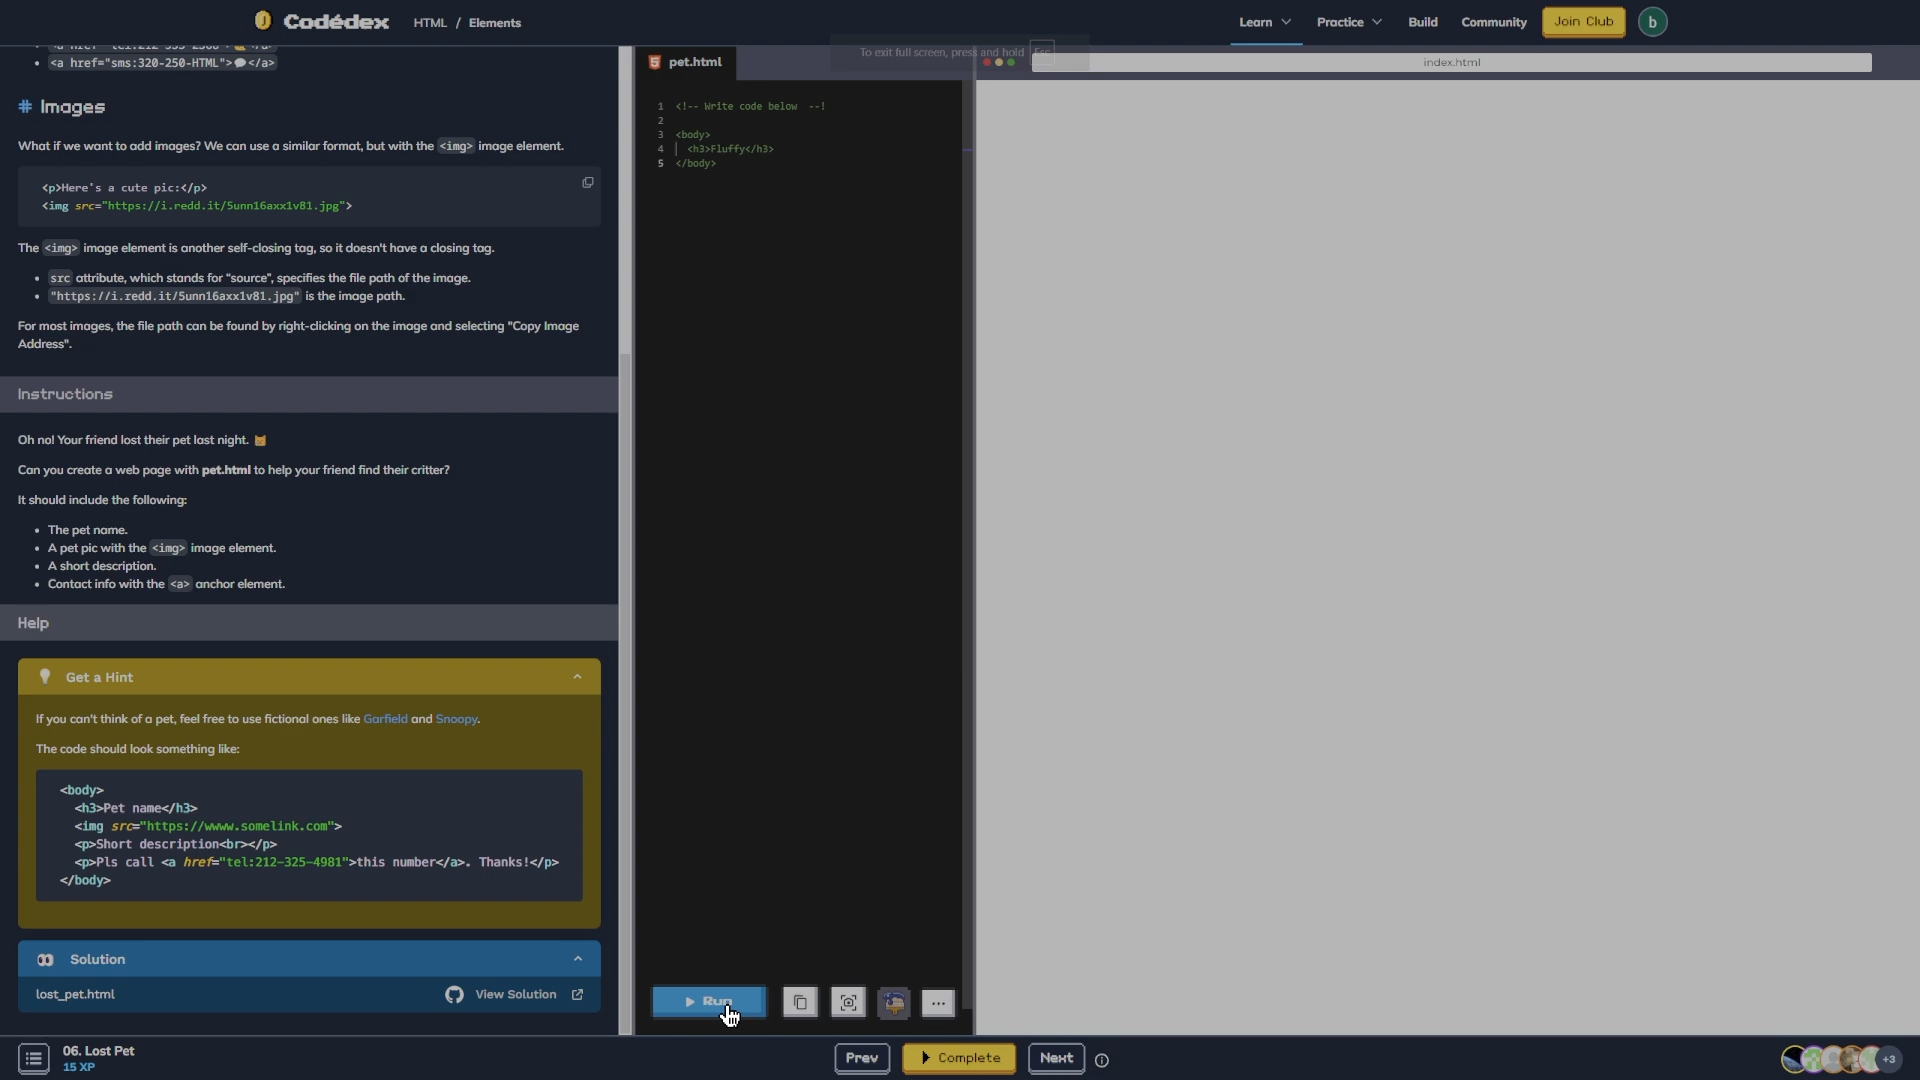 Codédex
HTML / Elements
Learn
Practice
Build
Community
Join Club
b
<a href="sms:320-250-HTML">💬</a>
# Images
What if we want to add images? We can use a similar format, but with the <img> image element.
<p>Here's a cute pic:</p>
<img src="https://i.redd.it/5unn16axx1v81.jpg">
The <img> image element is another self-closing tag, so it doesn't have a closing tag.
• src attribute, which stands for "source", specifies the file path of the image.
• "https://i.redd.it/5unn16axx1v81.jpg" is the image path.
For most images, the file path can be found by right-clicking on the image and selecting "Copy Image
Address".
Instructions
Oh no! Your friend lost their pet last night. 🐱
Can you create a web page with pet.html to help your friend find their critter?
It should include the following:
• The pet name.
• A pet pic with the <img> image element.
• A short description.
• Contact info with the <a> anchor element.
Help
Get a Hint
If you can't think of a pet, feel free to use fictional ones like Garfield and Snoopy.
The code should look something like:
<body>
<h3>Pet name</h3>
<img src="https://wwww.somelink.com">
<p>Short description<br></p>
<p>Pls call <a href="tel:212-325-4981">this number</a>. Thanks!</p>
</body>
Solution
lost_pet.html
View Solution
pet.html
1 <!-- Write code below --!
2
3 <body>
4 <h3>Fluffy</h3>
5 </body>
Run
To exit full screen, press and hold Esc
index.html
06. Lost Pet
15 XP
Prev
Complete
Next
+3